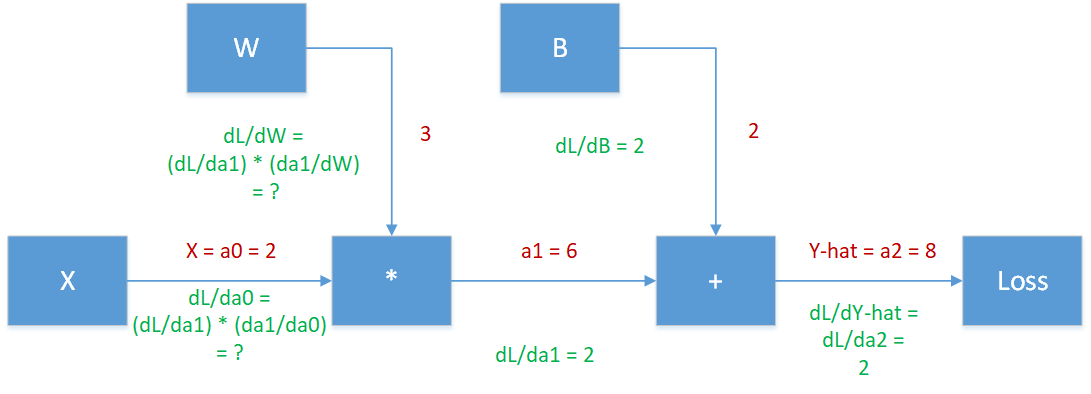 W
B
dL/dW =
(dL/da1) * (da1/dW)
= ?
3
dL/dB = 2
2
X
X = a0 = 2
dL/da0 =
(dL/da1) * (da1/da0)
= ?
*
a1 = 6
dL/da1 = 2
+
Y-hat = a2 = 8
dL/dY-hat =
dL/da2 =
2
Loss